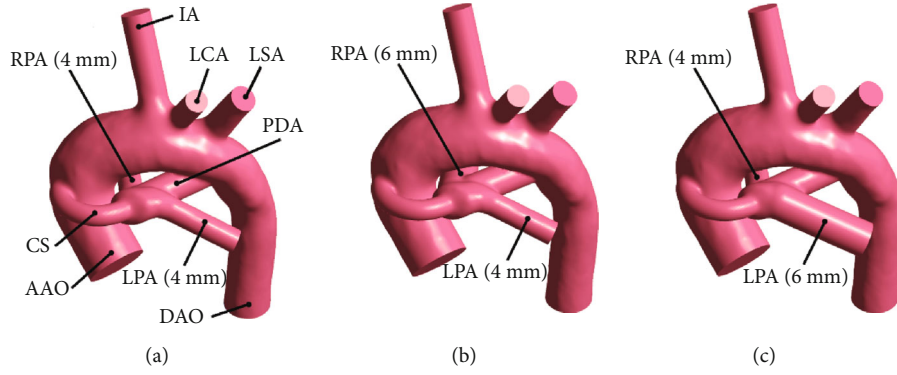 IA
RPA (4 mm)
LCA
LSA
PDA
CS
AAO
LPA (4 mm)
DAO
(a)
RPA (6 mm)
LPA (4 mm)
(b)
RPA (4 mm)
LPA (6 mm)
(c)